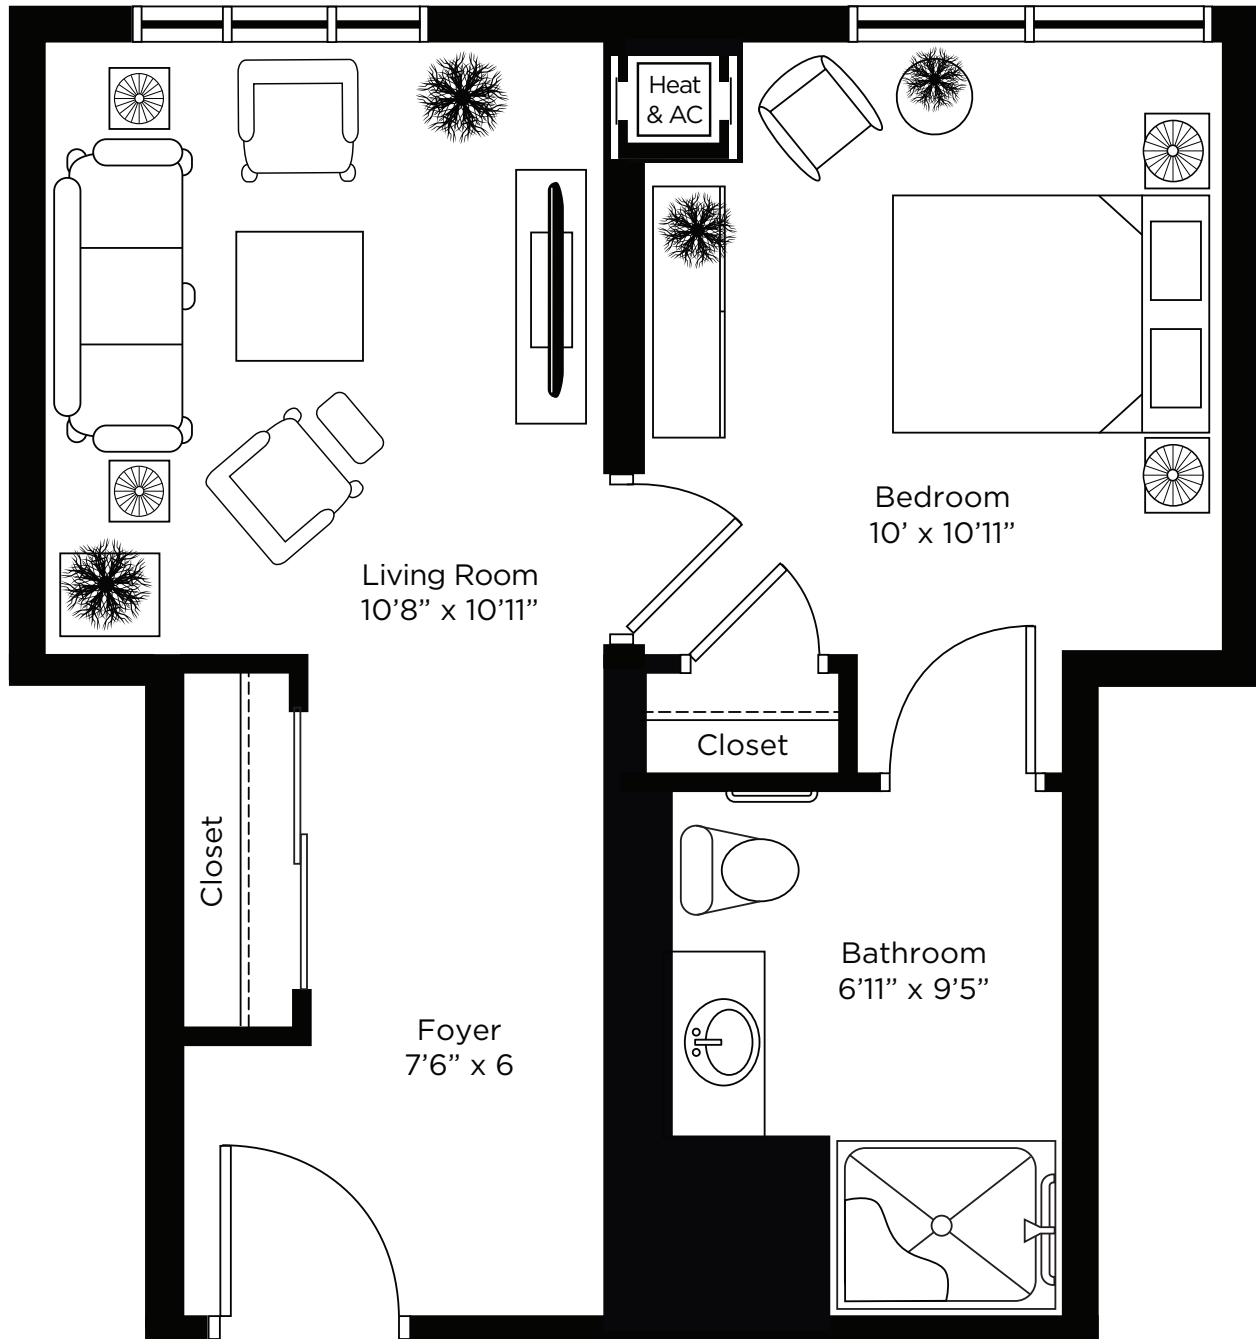 Heat
& AC
Bedroom
10’ x 10’11”
Living Room
10’8” x 10’11”
Closet
Closet
Bathroom
6’11” x 9’5”
Foyer
7’6” x 6